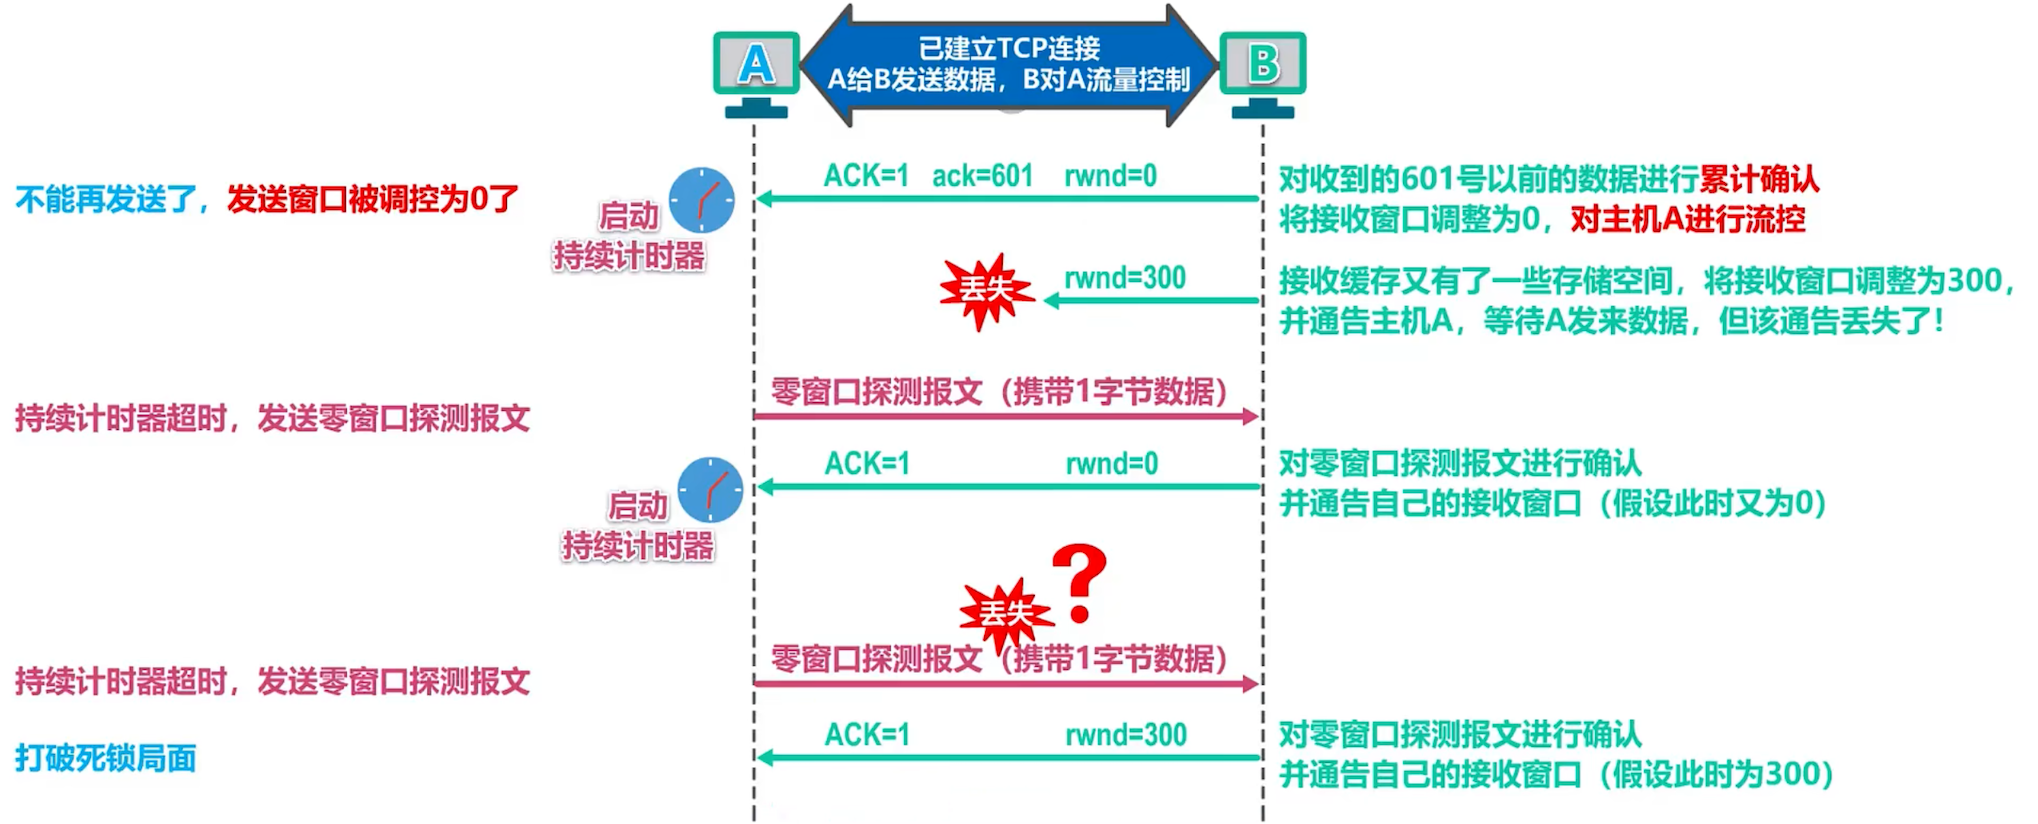 A
已建立TCP连接
A给B发送数据，B对A流量控制
B
不能再发送了，发送窗口被调控为0了
启动
持续计时器
ACK=1 ack=601 rwnd=0
对收到的601号以前的数据进行累计确认
将接收窗口调整为0，对主机A进行流控
丢失
rwnd=300
接收缓存又有了一些存储空间，将接收窗口调整为300，
并通告主机A，等待A发来数据，但该通告丢失了！
持续计时器超时，发送零窗口探测报文
零窗口探测报文（携带1字节数据）
启动
持续计时器
ACK=1 rwnd=0
对零窗口探测报文进行确认
并通告自己的接收窗口（假设此时又为0）
丢失
?
持续计时器超时，发送零窗口探测报文
零窗口探测报文（携带1字节数据）
打破死锁局面
ACK=1 rwnd=300
对零窗口探测报文进行确认
并通告自己的接收窗口（假设此时为300）